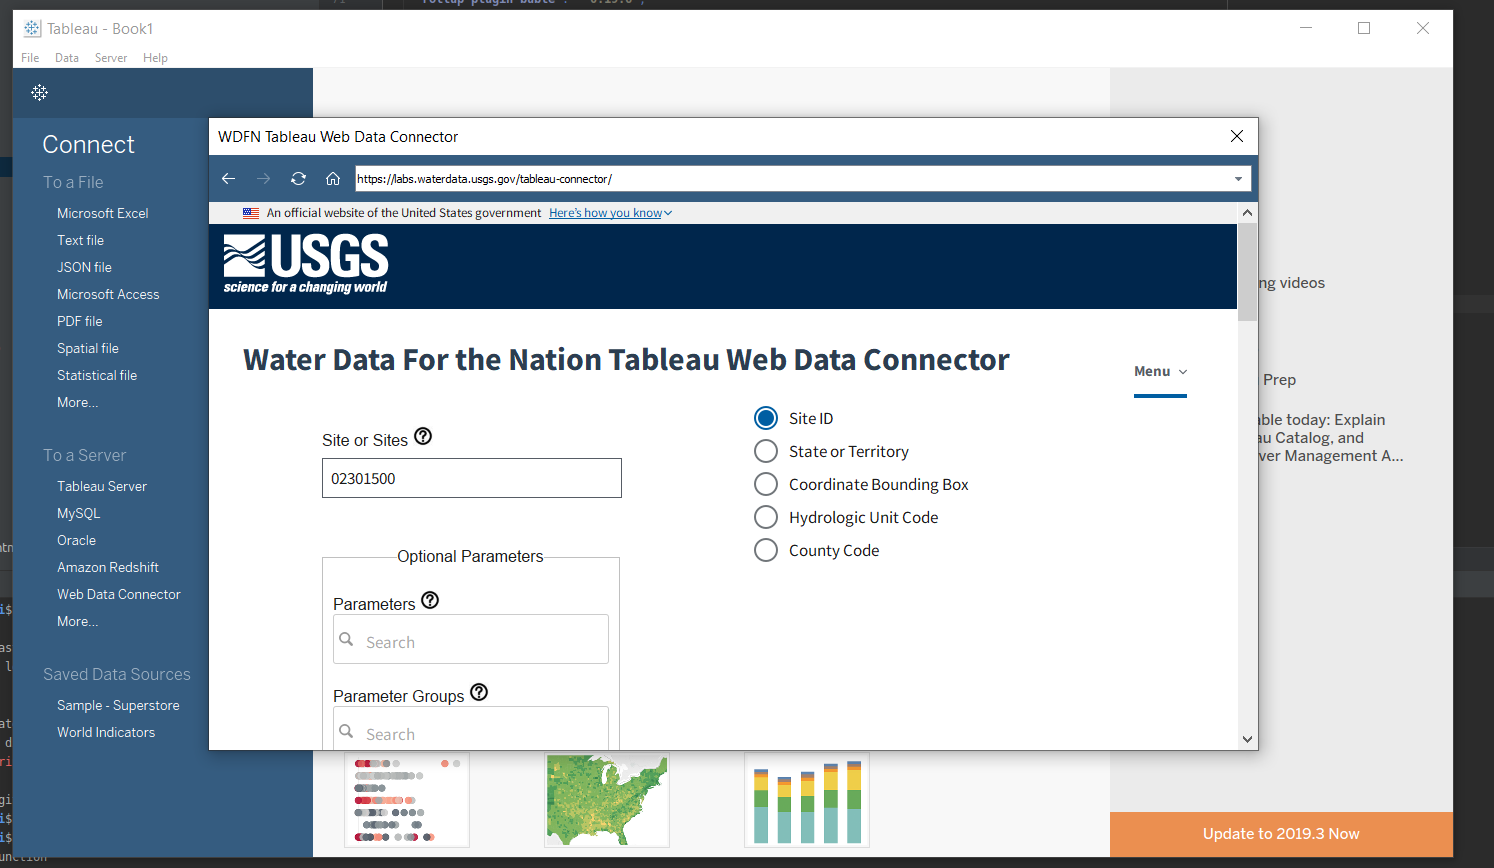 rollup-plugin-buble
Tableau - Book1
File Data Server Help
Connect
To a File
Microsoft Excel
Text file
JSON file
Microsoft Access
PDF file
Spatial file
Statistical file
More...
To a Server
Tableau Server
MySQL
Oracle
Amazon Redshift
Web Data Connector
More...
Saved Data Sources
Sample - Superstore
World Indicators
WDFN Tableau Web Data Connector
https://labs.waterdata.usgs.gov/tableau-connector/
An official website of the United States government Here's how you know
USGS
science for a changing world
Water Data For the Nation Tableau Web Data Connector
Menu
Site or Sites
02301500
Optional Parameters
Parameters
Search
Parameter Groups
Search
Site ID
State or Territory
Coordinate Bounding Box
Hydrologic Unit Code
County Code
ng videos
Prep
ble today: Explain
au Catalog, and
ver Management A...
Update to 2019.3 Now
unction